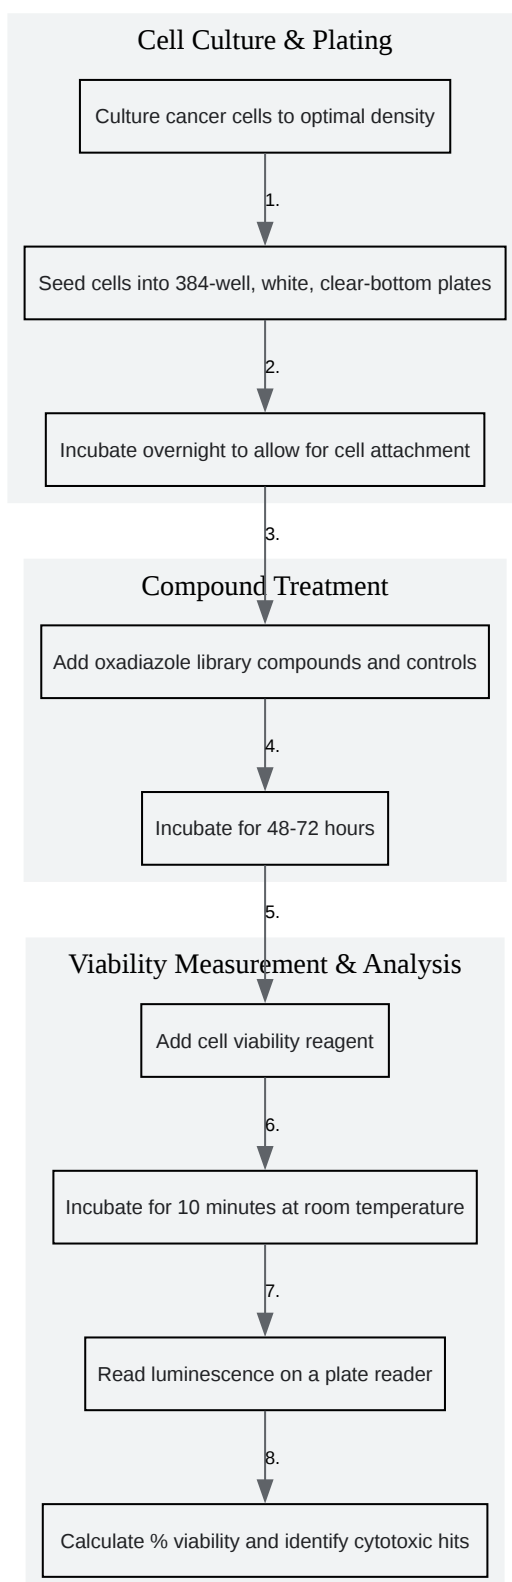 Cell Culture & Plating
Culture cancer cells to optimal density
1.
Seed cells into 384-well, white, clear-bottom plates
2.
Incubate overnight to allow for cell attachment
3.
Compound Treatment
Add oxadiazole library compounds and controls
4.
Incubate for 48-72 hours
5.
Viability Measurement & Analysis
Add cell viability reagent
6.
Incubate for 10 minutes at room temperature
7.
Read luminescence on a plate reader
8.
Calculate % viability and identify cytotoxic hits